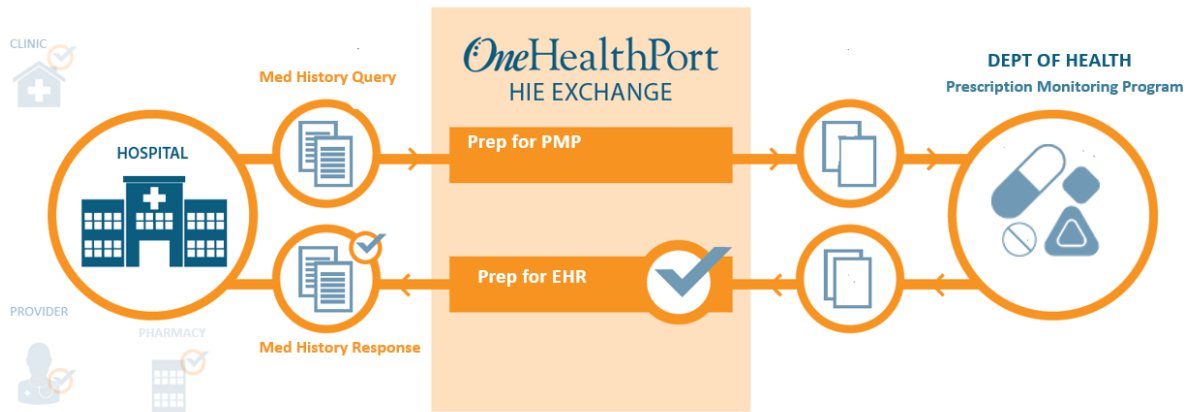 CLINIC
HOSPITAL
PROVIDER
PHARMACY
Med History Query
Med History Response
OneHealthPort
HIE EXCHANGE
Prep for PMP
Prep for EHR
DEPT OF HEALTH
Prescription Monitoring Program